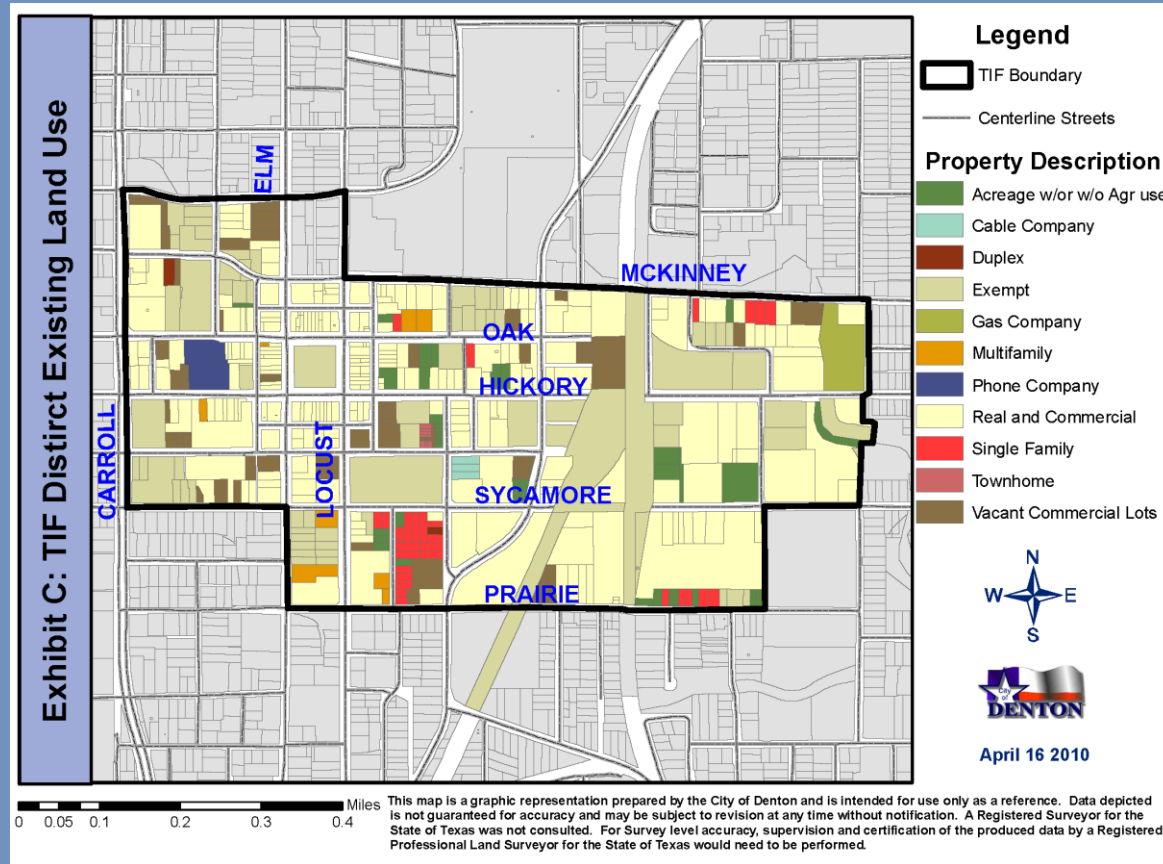 Exhibit C: TIF District Existing Land Use
ELM
MCKINNEY
OAK
HICKORY
CARROLL
LOCUST
SYCAMORE
PRAIRIE
Legend
TIF Boundary
Centerline Streets
Property Description
Acreage w/or w/o Agr use
Cable Company
Duplex
Exempt
Gas Company
Multifamily
Phone Company
Real and Commercial
Single Family
Townhome
Vacant Commercial Lots
N
W E
S
City
of
DENTON
April 16 2010
Miles
0 0.05 0.1 0.2 0.3 0.4
This map is a graphic representation prepared by the City of Denton and is intended for use only as a reference. Data depicted
is not guaranteed for accuracy and may be subject to revision at any time without notification. A Registered Surveyor for the
State of Texas was not consulted. For Survey level accuracy, supervision and certification of the produced data by a Registered
Professional Land Surveyor for the State of Texas would need to be performed.